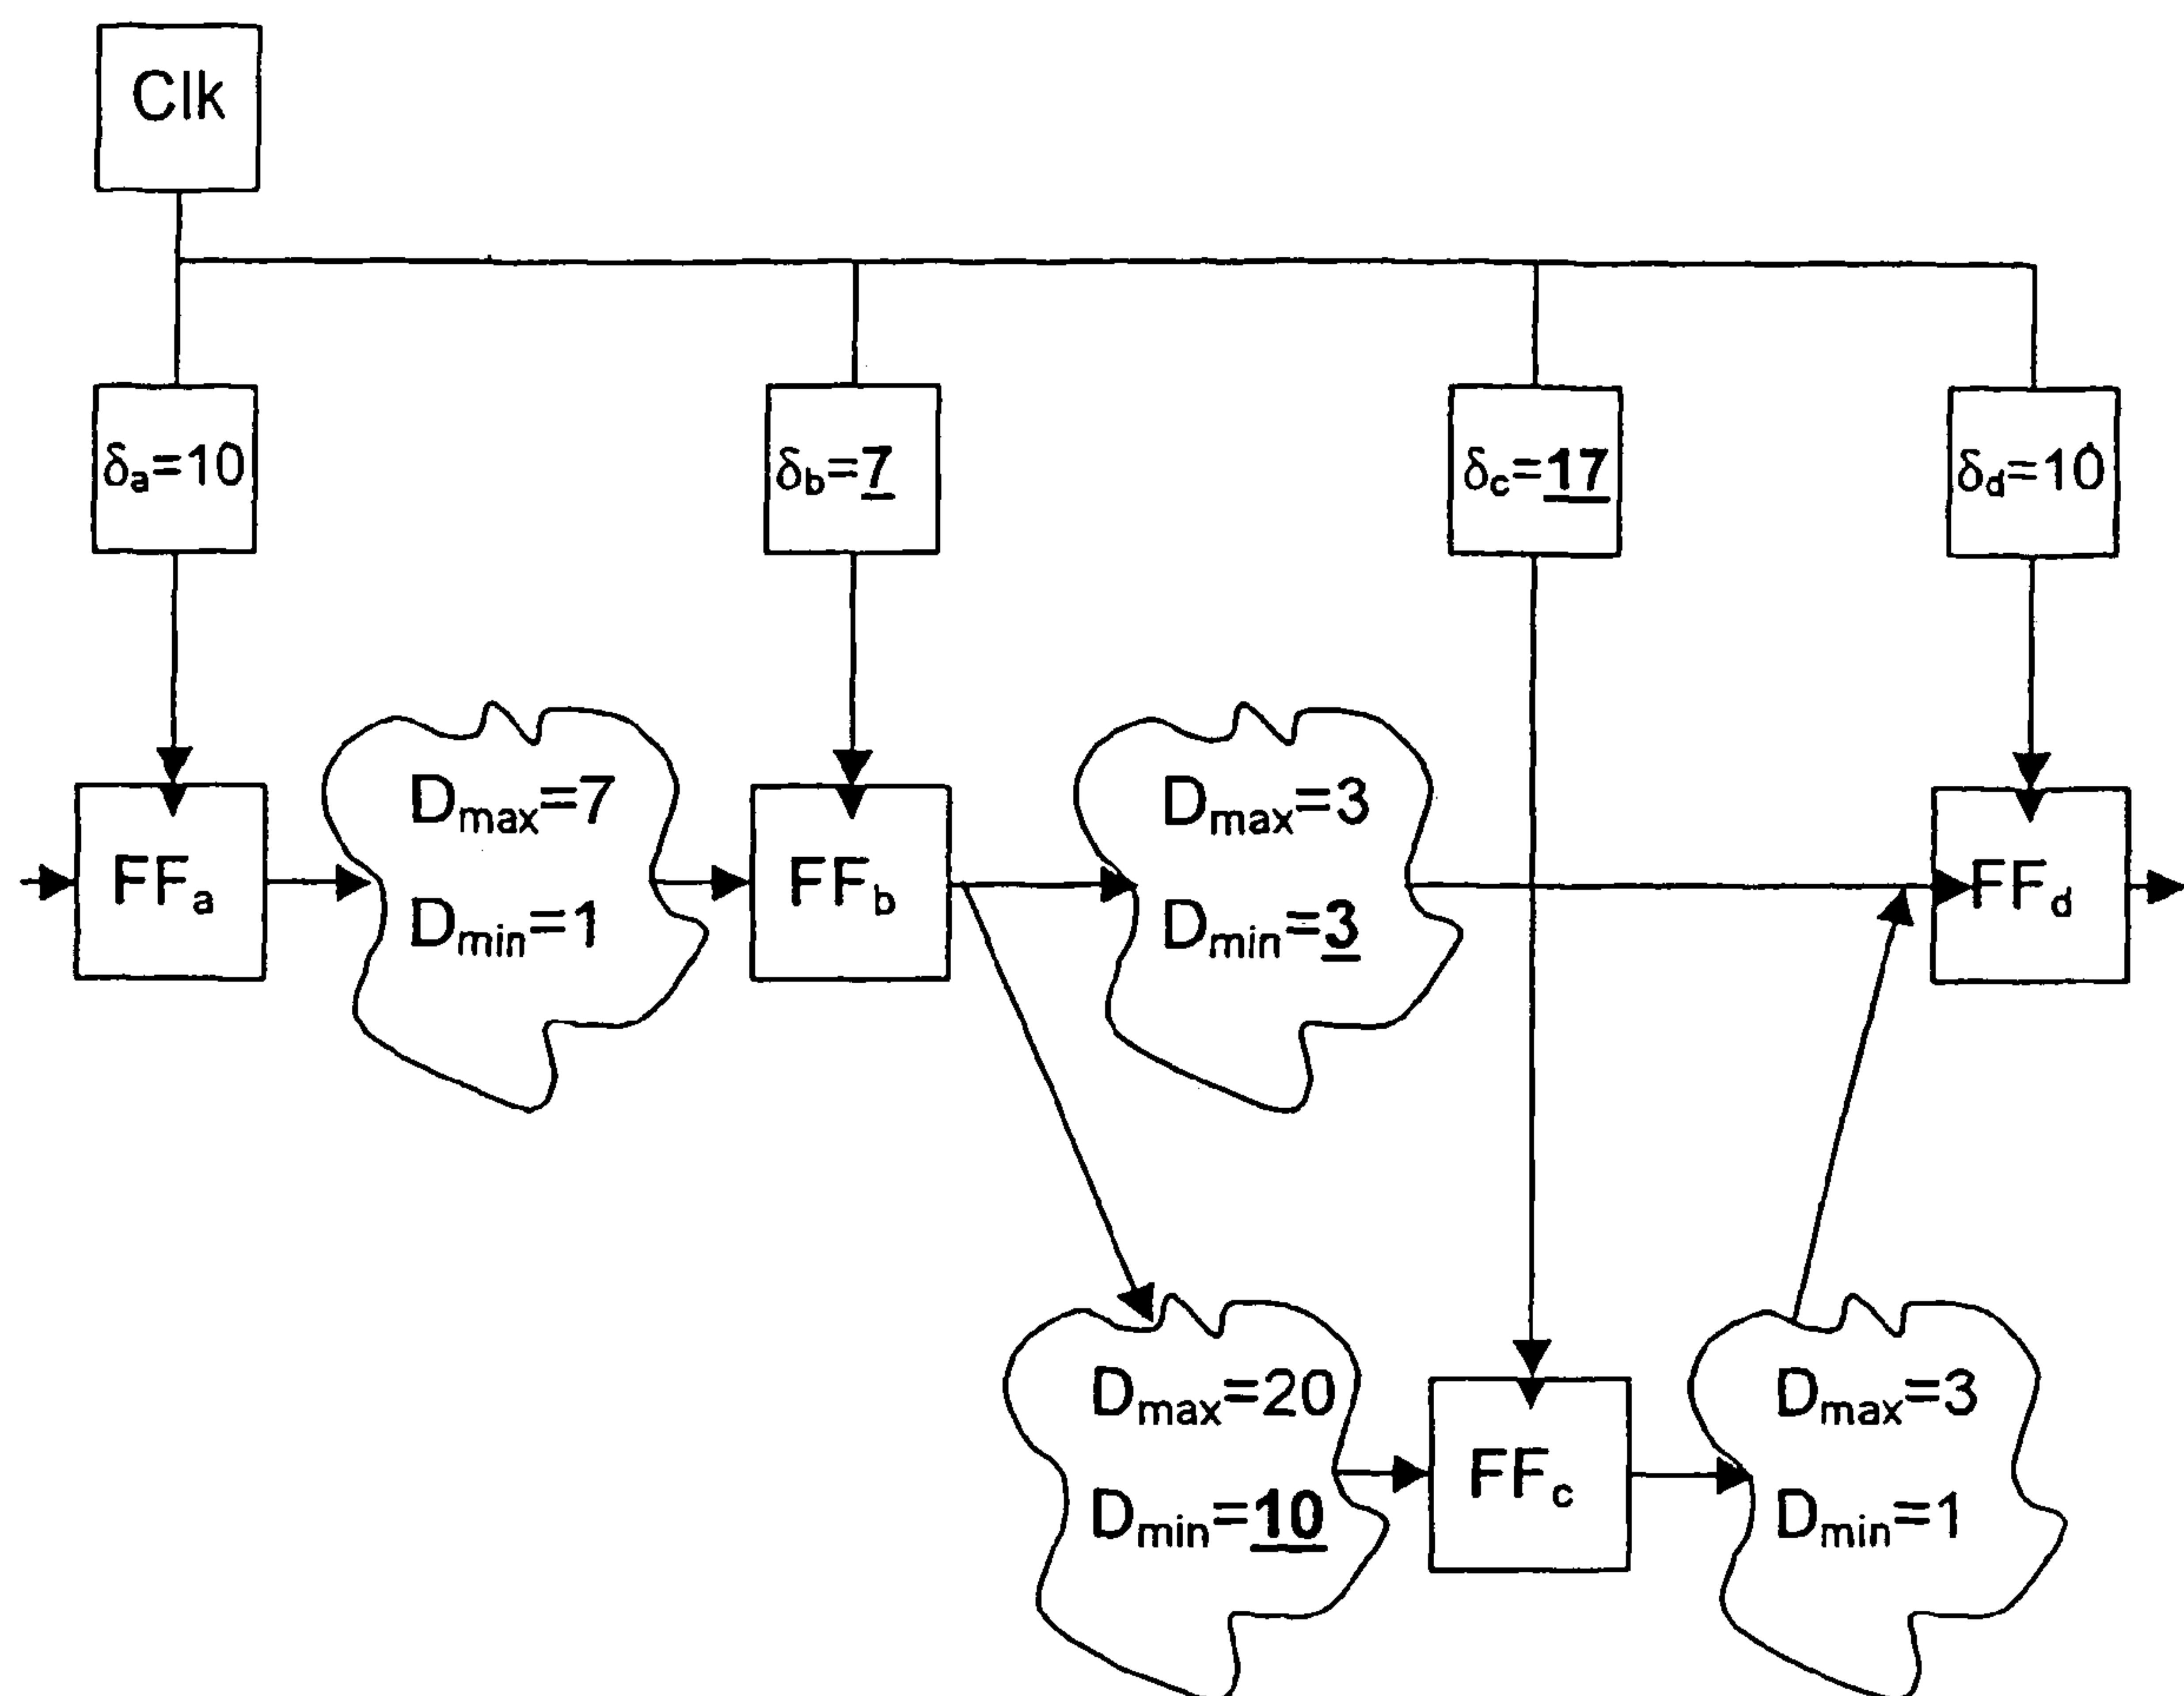 Clk
δa=10
δb=7
δc=17
δd=10
FFa
Dmax=7
Dmin=1
FFb
Dmax=3
Dmin=3
FFd
Dmax=20
Dmin=10
FFc
Dmax=3
Dmin=1